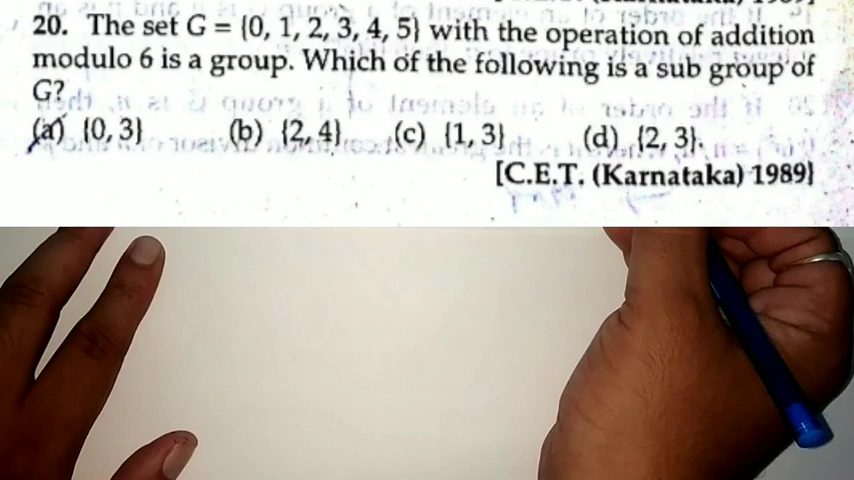 20. The set G = {0, 1, 2, 3, 4, 5} with the operation of addition
modulo 6 is a group. Which of the following is a sub group of
G?
(a) {0, 3} (b) {2, 4} (c) {1, 3} (d) {2, 3}.
[C.E.T. (Karnataka) 1989]